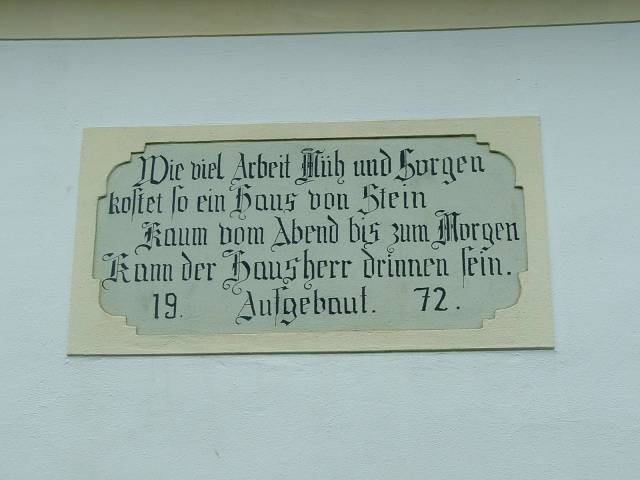 Wie viel Arbeit Müh und Sorgen
kostet so ein Haus von Stein
Kaum vom Abend bis zum Morgen
Kann der Hausherr drinnen sein.
19. Aufgebaut. 72.